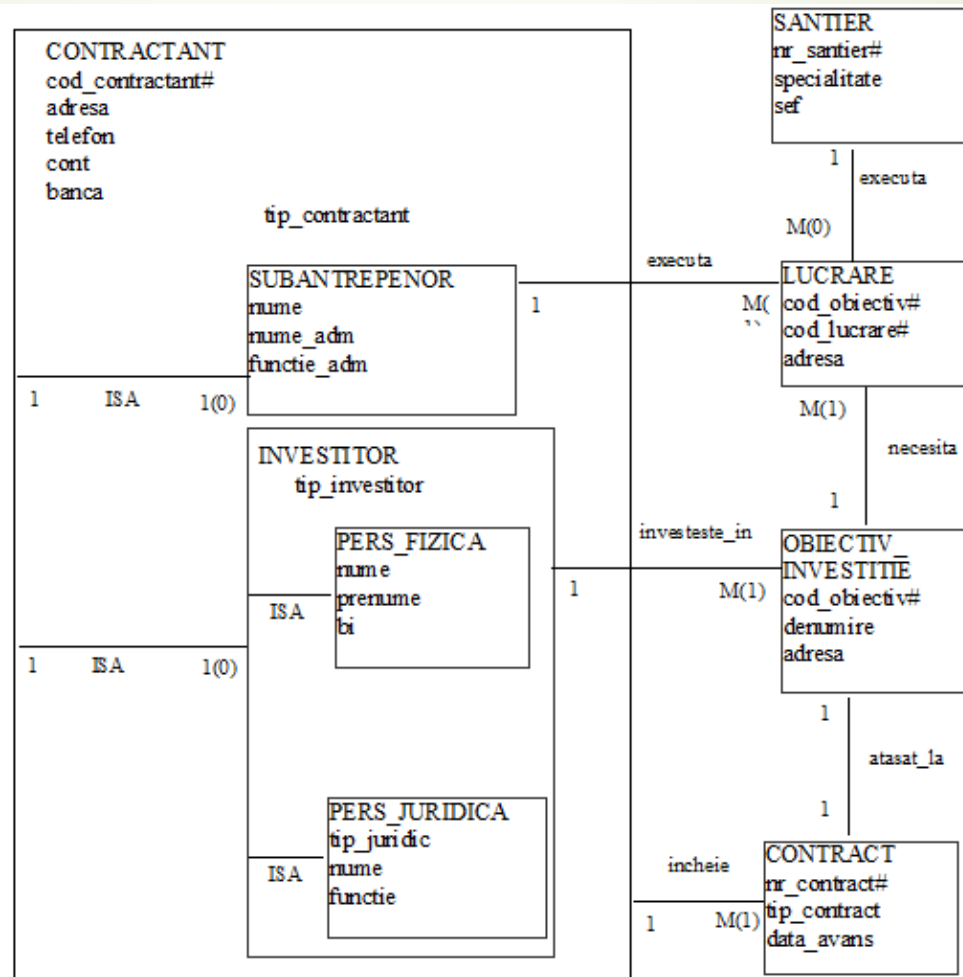 CONTRACTANT
cod_contractant#
adresa
telefon
cont
banca
tip_contractant
SUBANTREPENOR
nume
nume_adm
functie_adm
1 ISA 1(0)
INVESTITOR
tip_investitor
PERS_FIZICA
nume
prenume
bi
ISA
1 ISA 1(0)
PERS_JURIDICA
tip_juridic
nume
functie
ISA
SANTIER
nr_santier#
specialitate
sef
1
executa
M(0)
executa
1
M(
LUCRARE
cod_obiectiv#
cod_lucrare#
adresa
M(1)
necesita
1
investeste_in
1
M(1)
OBIECTIV_
INVESTITIE
cod_obiectiv#
denumire
adresa
1
atasat_la
1
incheie
1
M(1)
CONTRACT
nr_contract#
tip_contract
data_avans